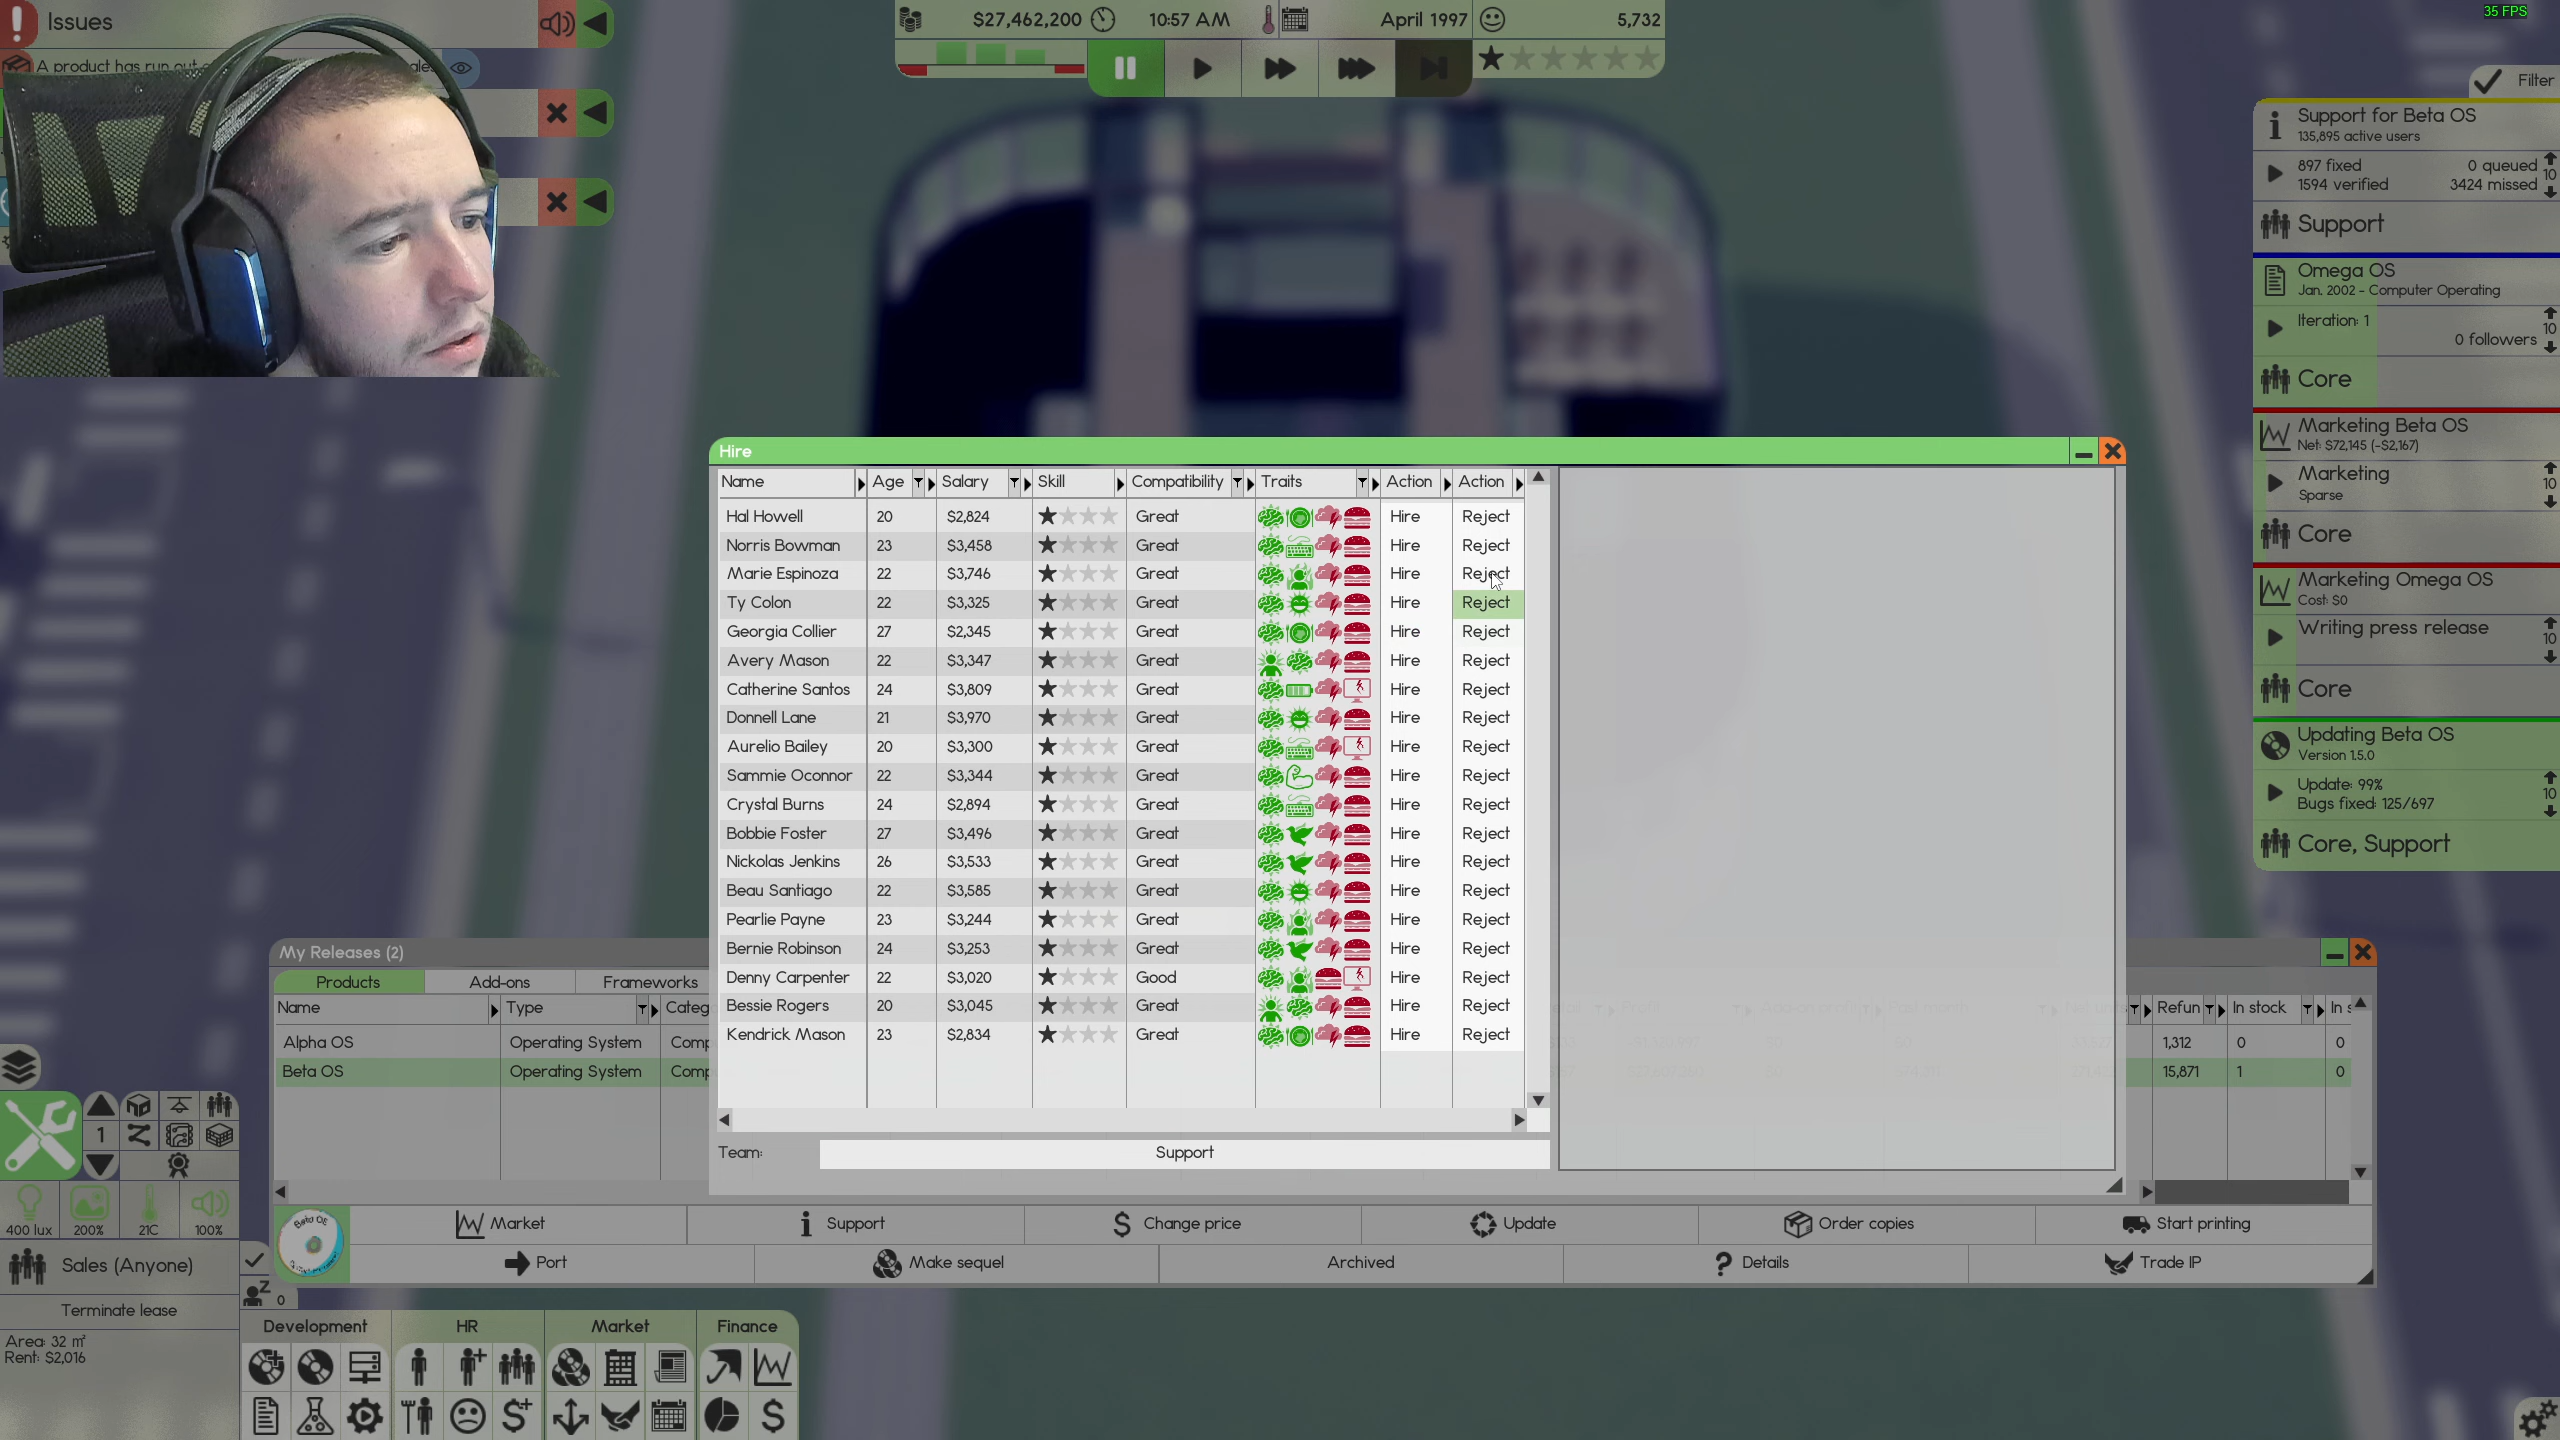 Issues
A product has run out
$27,462,200
10:57 AM
April 1997
5,732
35 FPS
Filter
Support for Beta OS
135,895 active users
897 fixed
0 queued
10
1594 verified
3424 missed
Support
Omega OS
Jan. 2002 - Computer Operating
Iteration: 1
10
0 followers
Core
Marketing Beta OS
Net: $72,145 (-$2,167)
Marketing
10
Sparse
Core
Marketing Omega OS
Cost: $0
Writing press release
10
Core
Updating Beta OS
Version 1.5.0
Update: 99%
10
Bugs fixed: 125/697
Core, Support
Hire
Name Age Salary Skill Compatibility Traits Action Action
Hal Howell 20 $2,824 Great Hire Reject
Norris Bowman 23 $3,458 Great Hire Reject
Marie Espinoza 22 $3,746 Great Hire Reject
Ty Colon 22 $3,325 Great Hire Reject
Georgia Collier 27 $2,345 Great Hire Reject
Avery Mason 22 $3,347 Great Hire Reject
Catherine Santos 24 $3,809 Great Hire Reject
Donnell Lane 21 $3,970 Great Hire Reject
Aurelio Bailey 20 $3,300 Great Hire Reject
Sammie Oconnor 22 $3,344 Great Hire Reject
Crystal Burns 24 $2,894 Great Hire Reject
Bobbie Foster 27 $3,496 Great Hire Reject
Nickolas Jenkins 26 $3,533 Great Hire Reject
Beau Santiago 22 $3,585 Great Hire Reject
Pearlie Payne 23 $3,244 Great Hire Reject
Bernie Robinson 24 $3,253 Great Hire Reject
Denny Carpenter 22 $3,020 Good Hire Reject
Bessie Rogers 20 $3,045 Great Hire Reject
Kendrick Mason 23 $2,834 Great Hire Reject
Team: Support
My Releases (2)
Products Add-ons Frameworks
Name Type Categ Refun In stock In s
Alpha OS Operating System Comp 1,312 0 0
Beta OS Operating System Comp 15,871 1 0
Market Support Change price Update Order copies Start printing
Port Make sequel Archived Details Trade IP
1
400 lux 200% 21C 100%
Sales (Anyone)
0
Terminate lease
Area: 32 m²
Rent: $2,016
Development HR Market Finance